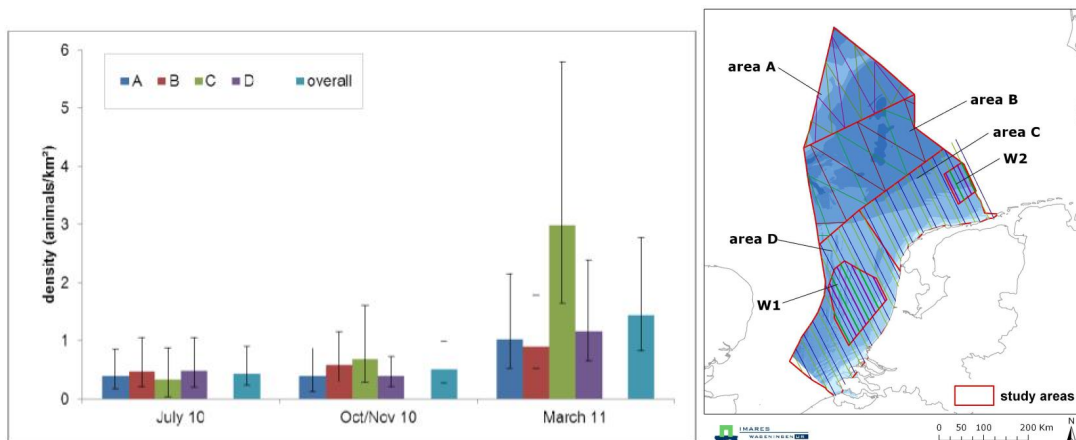 6
5
4
3
2
1
0
density (animals/km²)
A B C D overall
July 10
Oct/Nov 10
March 11
area A
area B
area C
W2
area D
W1
study areas
IMARES
WAGENINGEN UR
0 50 100 200 Km
N